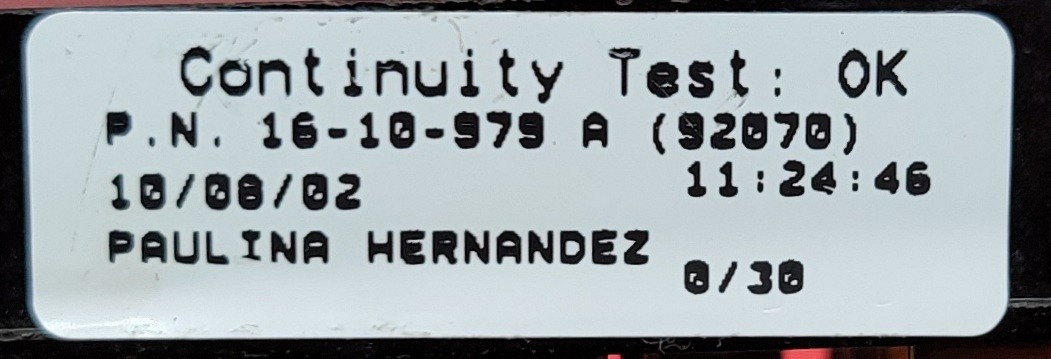 Continuity Test: OK
P.N. 16-10-979 A (92070)
10/08/02 11:24:46
PAULINA HERNANDEZ
0/30